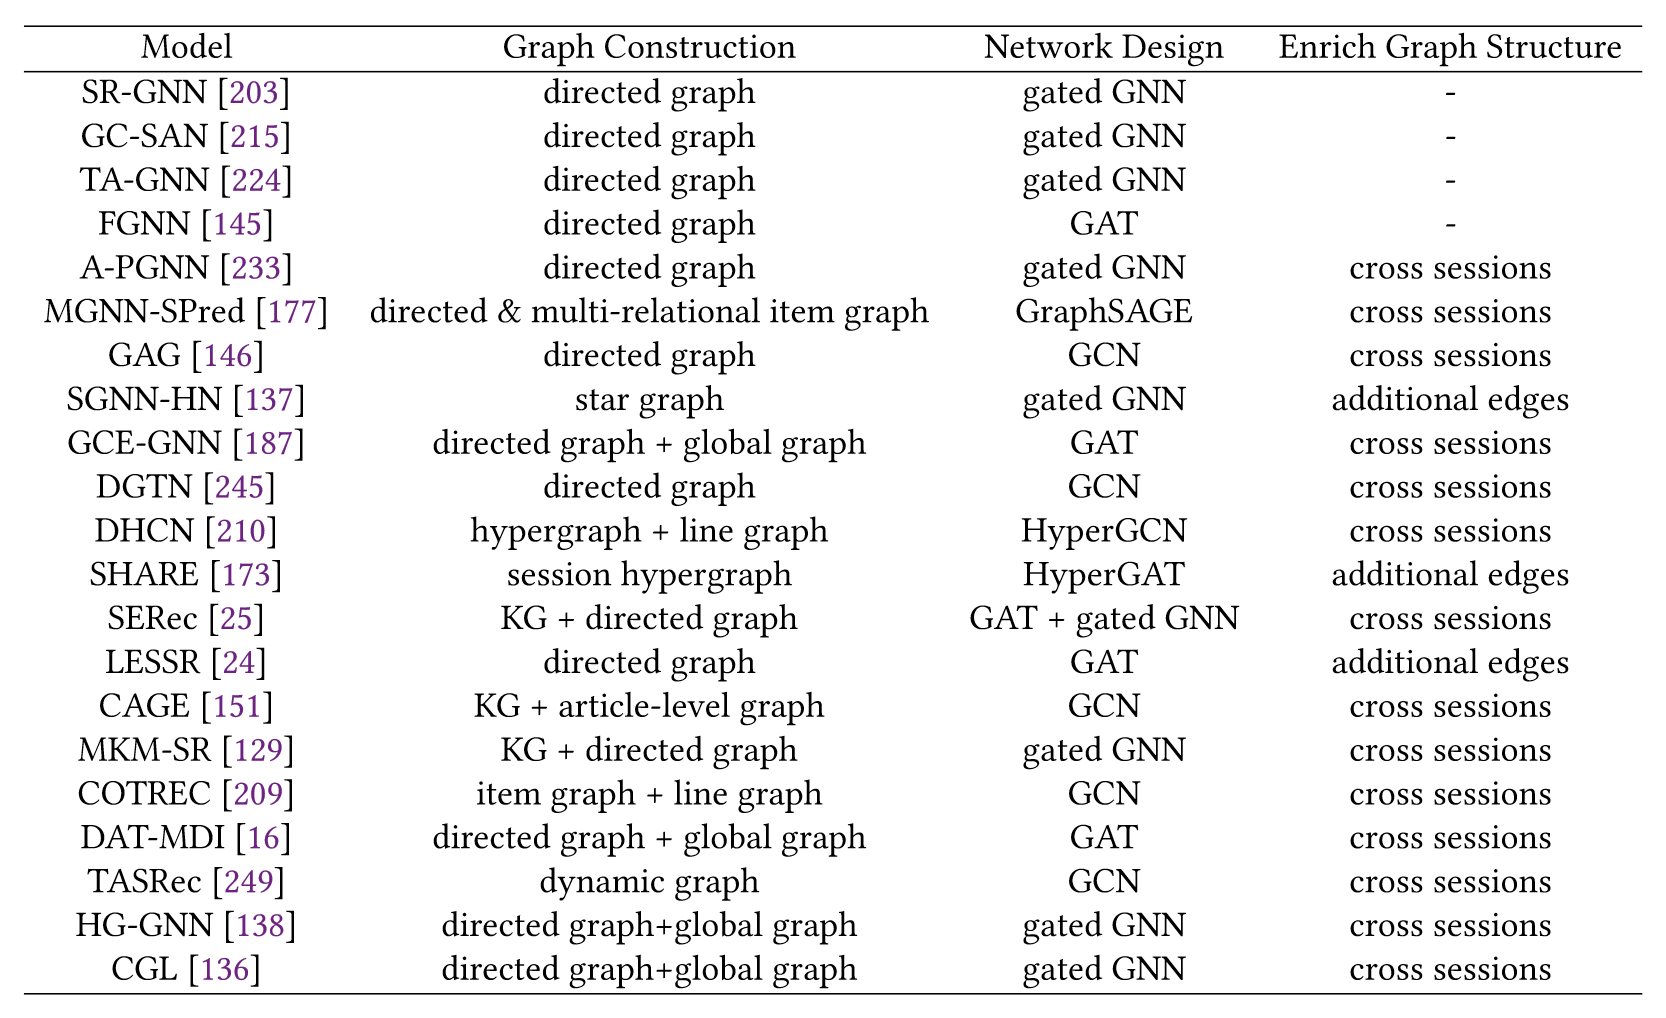 Model Graph Construction Network Design Enrich Graph Structure
SR-GNN [203] directed graph gated GNN -
GC-SAN [215] directed graph gated GNN -
TA-GNN [224] directed graph gated GNN -
FGNN [145] directed graph GAT -
A-PGNN [233] directed graph gated GNN cross sessions
MGNN-SPred [177] directed & multi-relational item graph GraphSAGE cross sessions
GAG [146] directed graph GCN cross sessions
SGNN-HN [137] star graph gated GNN additional edges
GCE-GNN [187] directed graph + global graph GAT cross sessions
DGTN [245] directed graph GCN cross sessions
DHCN [210] hypergraph + line graph HyperGCN cross sessions
SHARE [173] session hypergraph HyperGAT additional edges
SERec [25] KG + directed graph GAT + gated GNN cross sessions
LESSR [24] directed graph GAT additional edges
CAGE [151] KG + article-level graph GCN cross sessions
MKM-SR [129] KG + directed graph gated GNN cross sessions
COTREC [209] item graph + line graph GCN cross sessions
DAT-MDI [16] directed graph + global graph GAT cross sessions
TASRec [249] dynamic graph GCN cross sessions
HG-GNN [138] directed graph+global graph gated GNN cross sessions
CGL [136] directed graph+global graph gated GNN cross sessions